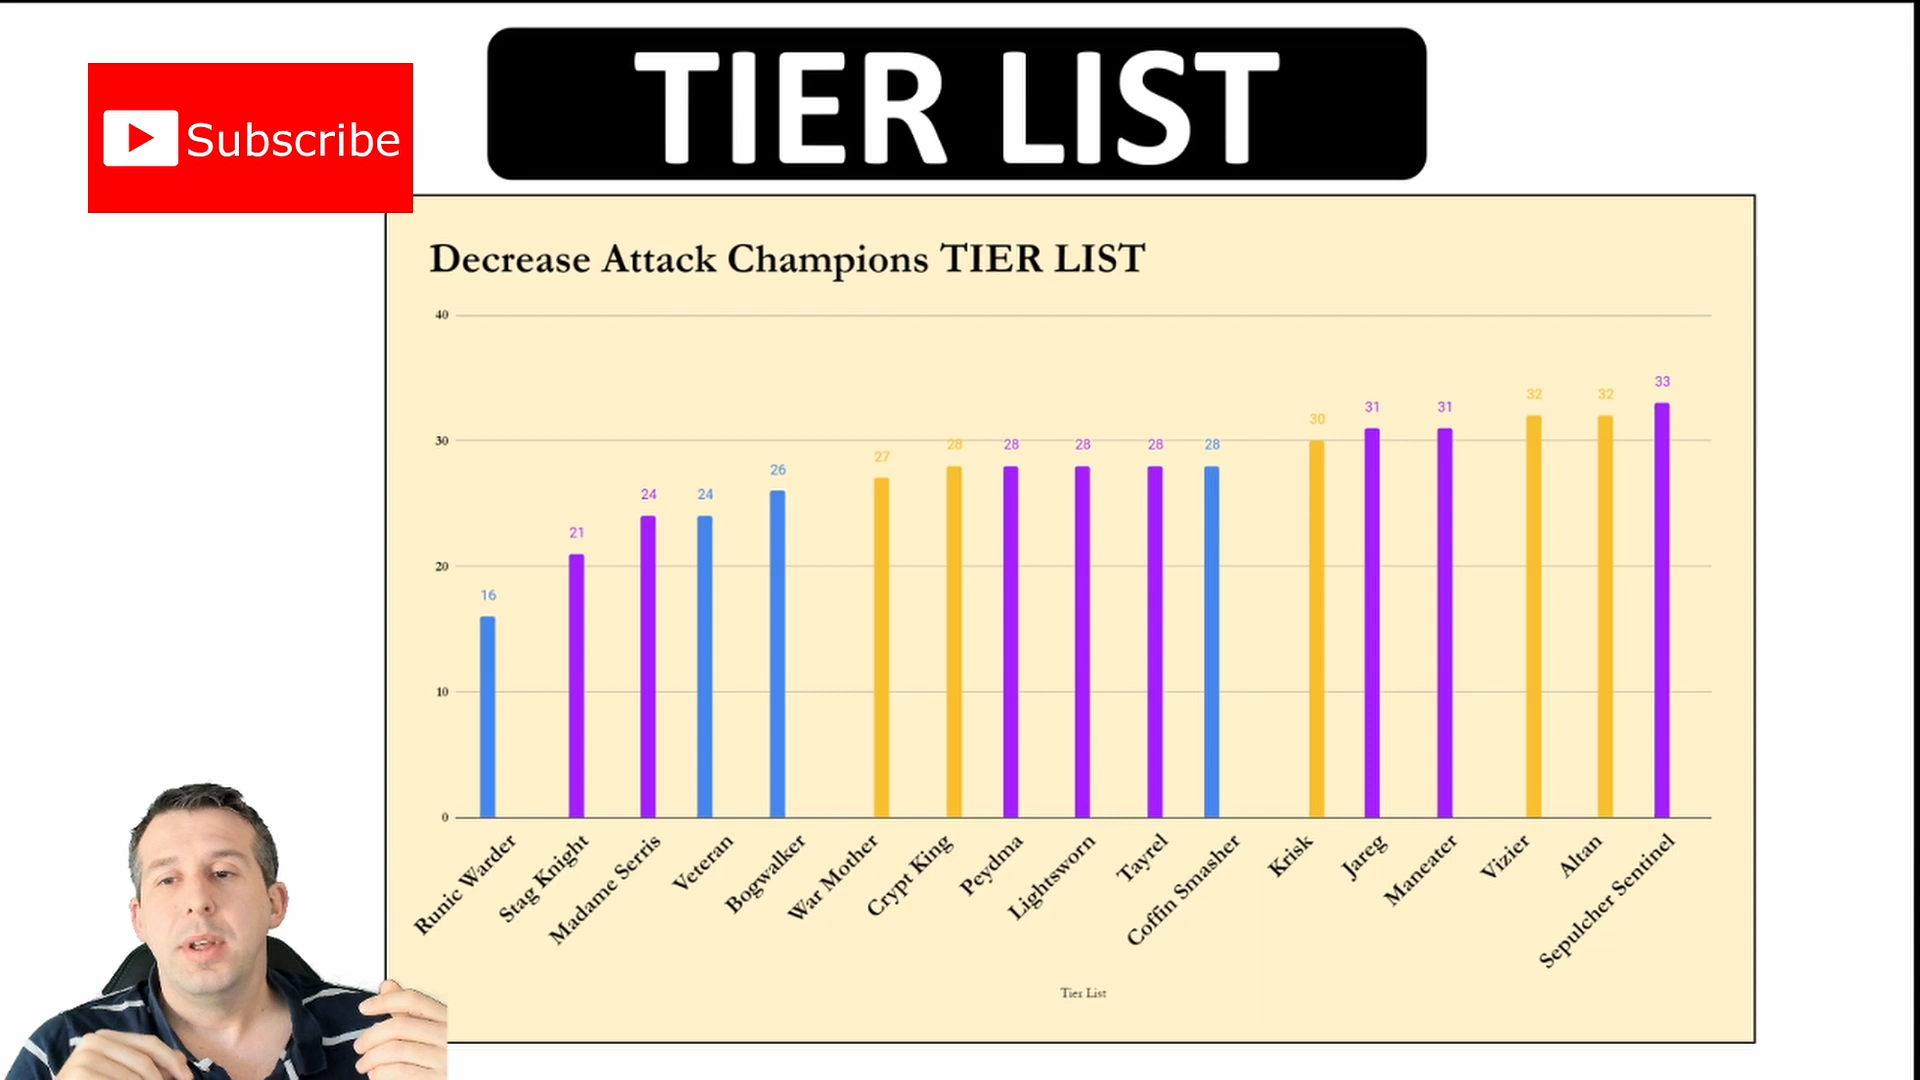 TIER LIST
Subscribe
Decrease Attack Champions TIER LIST
40
30
20
10
0
16
21
24
24
26
27
28
28
28
28
28
30
31
31
32
32
33
Runic Warder
Stag Knight
Madame Serris
Veteran
Bogwalker
War Mother
Crypt King
Peydma
Lightsworn
Tayrel
Coffin Smasher
Krisk
Jareg
Maneater
Vizier
Altan
Sepulcher Sentinel
Tier List